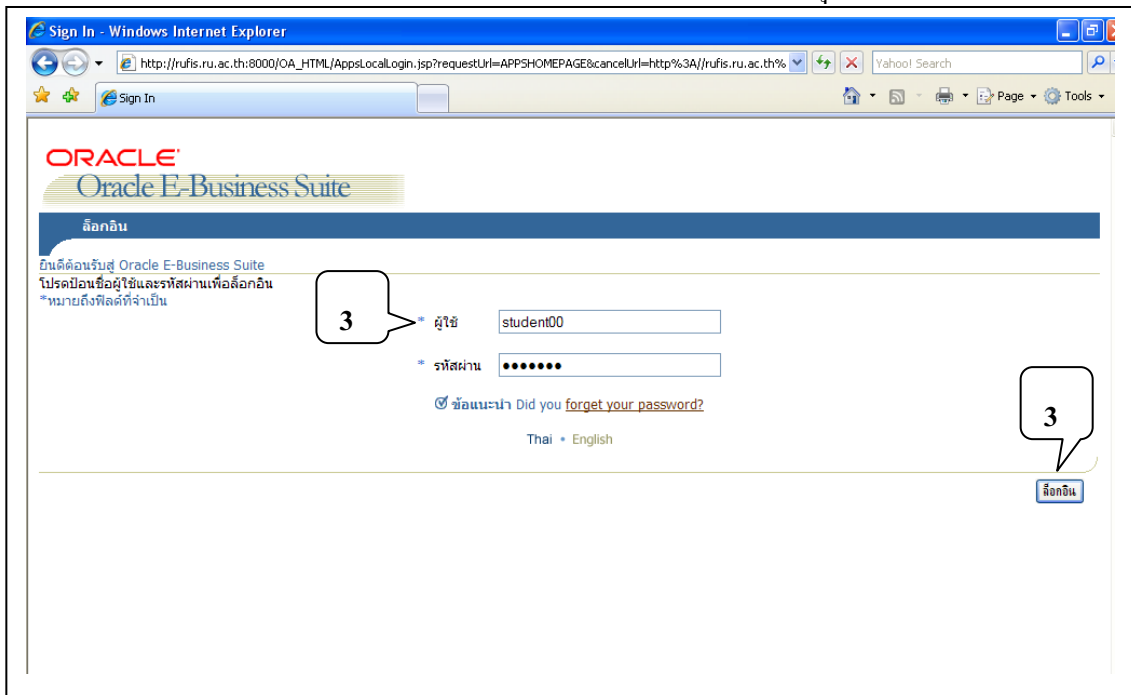 Sign In - Windows Internet Explorer
http://rufis.ru.ac.th:8000/OA_HTML/AppsLocalLogin.jsp?requestUrl=APPSHOMEPAGE&cancelUrl=http%3A//rufis.ru.ac.th%
Yahoo! Search
Sign In
Page
Tools
ORACLE
Oracle E-Business Suite
ล็อกอิน
ยินดีต้อนรับสู่ Oracle E-Business Suite
โปรดป้อนชื่อผู้ใช้และรหัสผ่านเพื่อล็อกอิน
*หมายถึงฟิลด์ที่จำเป็น
3
* ผู้ใช้ student00
* รหัสผ่าน •••••••
ข้อแนะนำ Did you forget your password?
3
Thai • English
ล็อกอิน